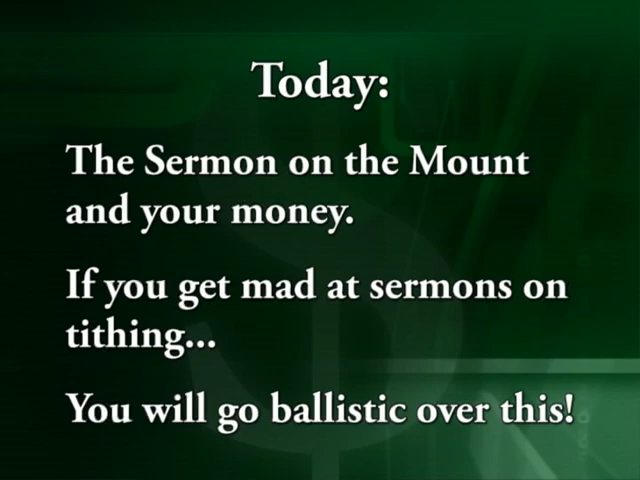 Today:
The Sermon on the Mount
and your money.
If you get mad at sermons on
tithing...
You will go ballistic over this!